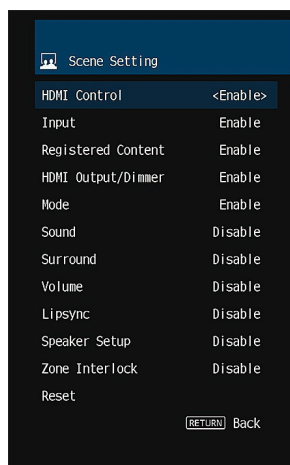 Scene Setting
HDMI Control <Enable>
Input Enable
Registered Content Enable
HDMI Output/Dimmer Enable
Mode Enable
Sound Disable
Surround Disable
Volume Disable
Lipsync Disable
Speaker Setup Disable
Zone Interlock Disable
Reset
RETURN Back